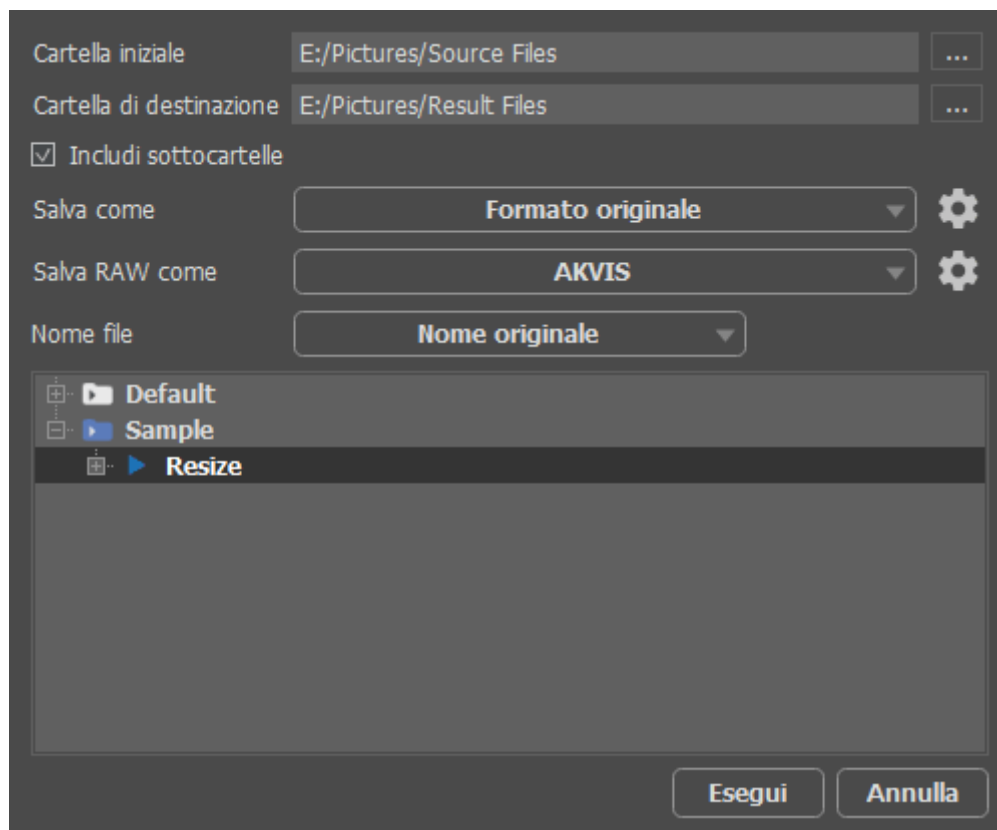 Cartella iniziale E:/Pictures/Source Files ...
Cartella di destinazione E:/Pictures/Result Files ...
Includi sottocartelle
Salva come Formato originale
Salva RAW come AKVIS
Nome file Nome originale
Default
Sample
Resize
Esegui Annulla